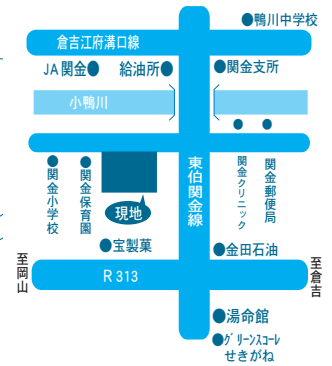 ●鴨川中学校
倉吉江府溝口線
JA関金●
給油所●
●関金支所
小鴨川
●関金小学校
●関金保育園
東伯関金線
●関金クリニック
●関金郵便局
現地
●宝製菓
●金田石油
至岡山
R 313
至倉吉
●湯命館
●グリーンスコーレ
せきがね